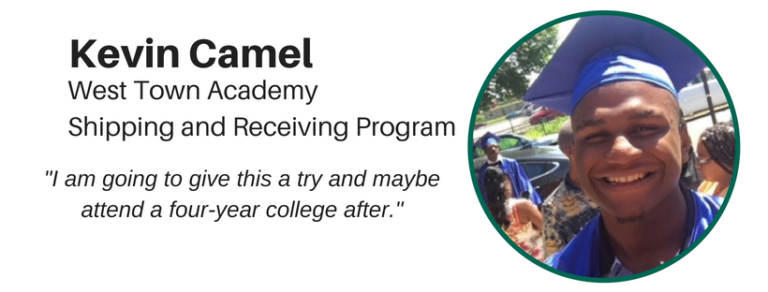 Kevin Camel
West Town Academy
Shipping and Receiving Program
"I am going to give this a try and maybe
attend a four-year college after."